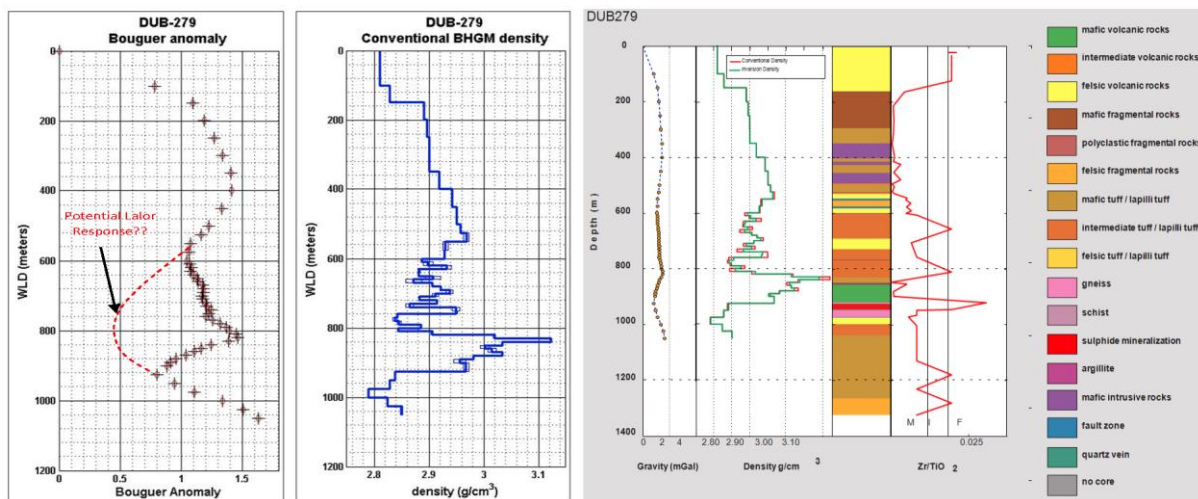 DUB-279
Bouguer anomaly
0
200
400
600
800
1000
1200
WLD (meters)
Potential Lalor
Response??
0
0.5
1
1.5
2
Bouguer Anomaly
DUB-279
Conventional BHGM density
0
200
400
600
800
1000
1200
WLD (meters)
2.8
2.9
3
3.1
density (g/cm³)
DUB279
0
200
400
600
800
1000
1200
1400
Depth (m)
Conventional Density
Inversion Density
M I F
0 2 4
2.80 2.90 3.00 3.10
0.025
Gravity (mGal)
Density g/cm 3
Zr/TiO 2
mafic volcanic rocks
intermediate volcanic rocks
felsic volcanic rocks
mafic fragmental rocks
polyclastic fragmental rocks
felsic fragmental rocks
mafic tuff / lapilli tuff
intermediate tuff / lapilli tuff
felsic tuff / lapilli tuff
gneiss
schist
sulphide mineralization
argillite
mafic intrusive rocks
fault zone
quartz vein
no core